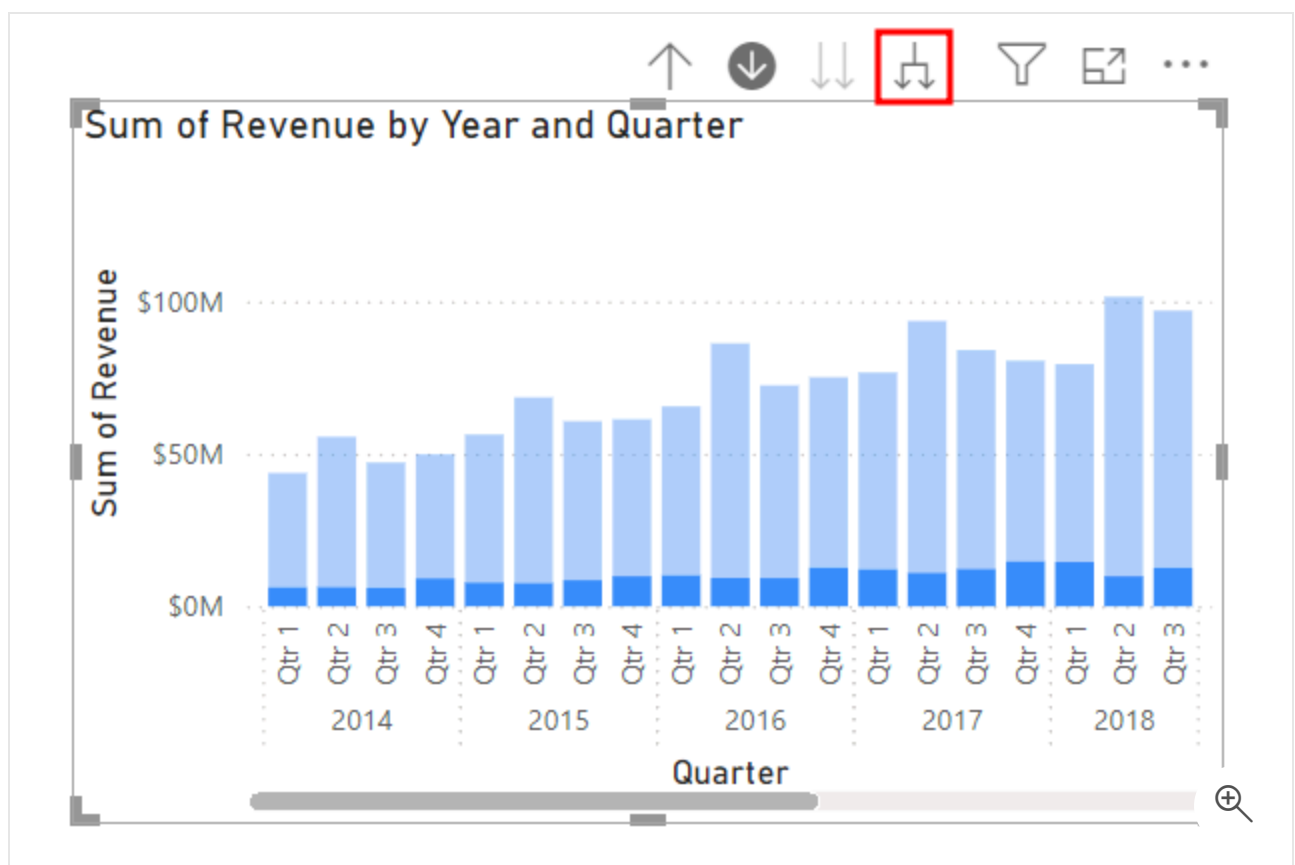 Sum of Revenue by Year and Quarter
Sum of Revenue
$100M
$50M
$0M
Qtr 1 Qtr 2 Qtr 3 Qtr 4 Qtr 1 Qtr 2 Qtr 3 Qtr 4 Qtr 1 Qtr 2 Qtr 3 Qtr 4 Qtr 1 Qtr 2 Qtr 3 Qtr 4 Qtr 1 Qtr 2 Qtr 3
2014 2015 2016 2017 2018
Quarter